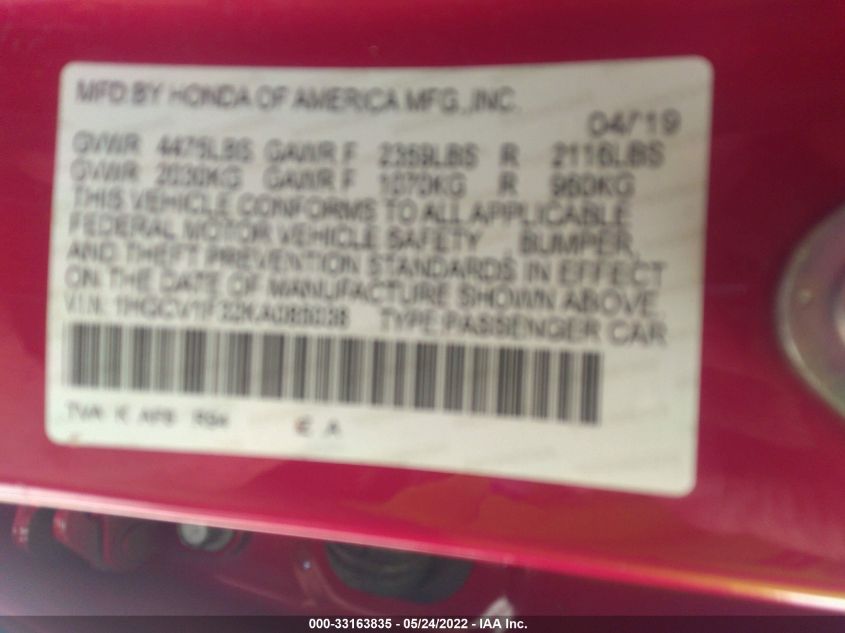 MFD BY HONDA OF AMERICA MFG., INC.
04/19
GVWR 4475LBS GAWR F 2359LBS R 2116LBS
GVWR 2030KG GAWR F 1070KG R 960KG
THIS VEHICLE CONFORMS TO ALL APPLICABLE
FEDERAL MOTOR VEHICLE SAFETY BUMPER,
AND THEFT PREVENTION STANDARDS IN EFFECT
ON THE DATE OF MANUFACTURE SHOWN ABOVE.
V.I.N. TYPE:PASSENGER CAR
TVA K AFB
A
000-33163835 - 05/24/2022 - IAA Inc.